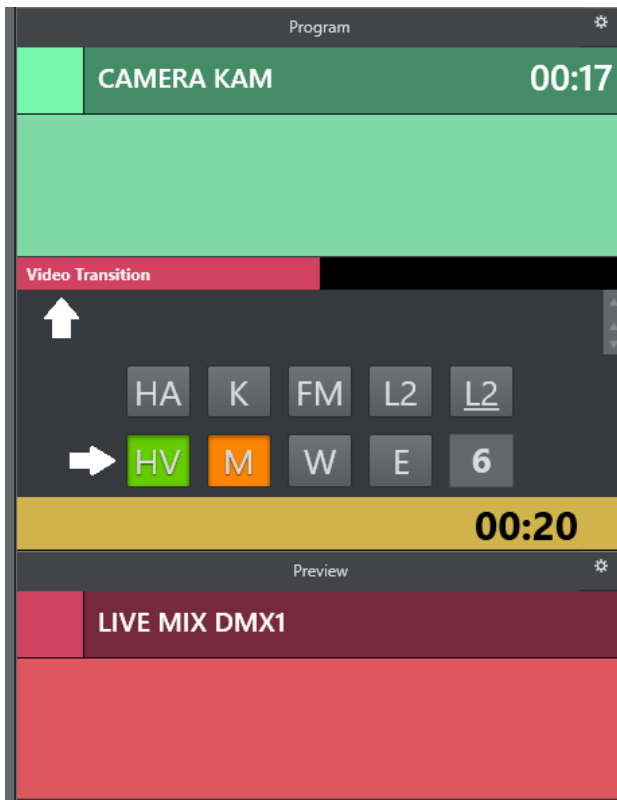 Program
CAMERA KAM 00:17
Video Transition
HA K FM L2 L2
HV M W E 6
00:20
Preview
LIVE MIX DMX1